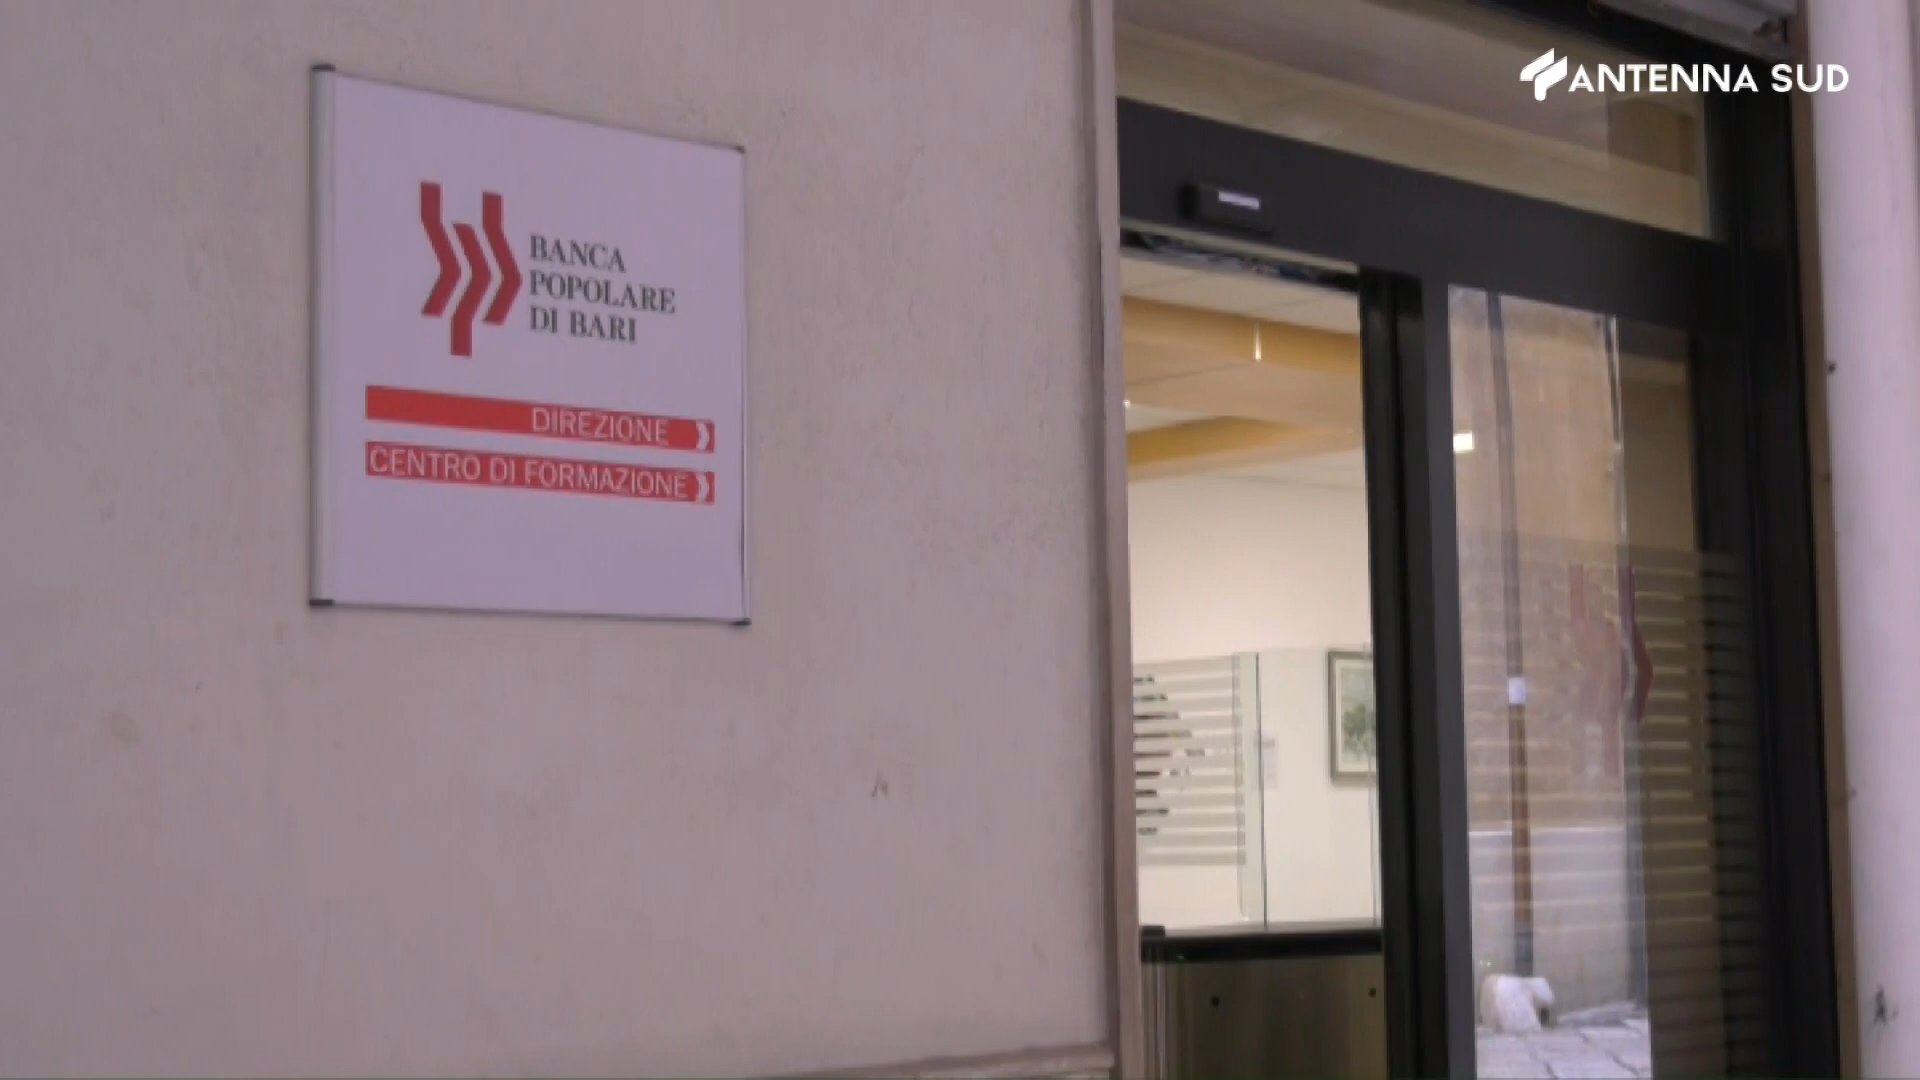 ANTENNA SUD
BANCA
POPOLARE
DI BARI
DIREZIONE
CENTRO DI FORMAZIONE